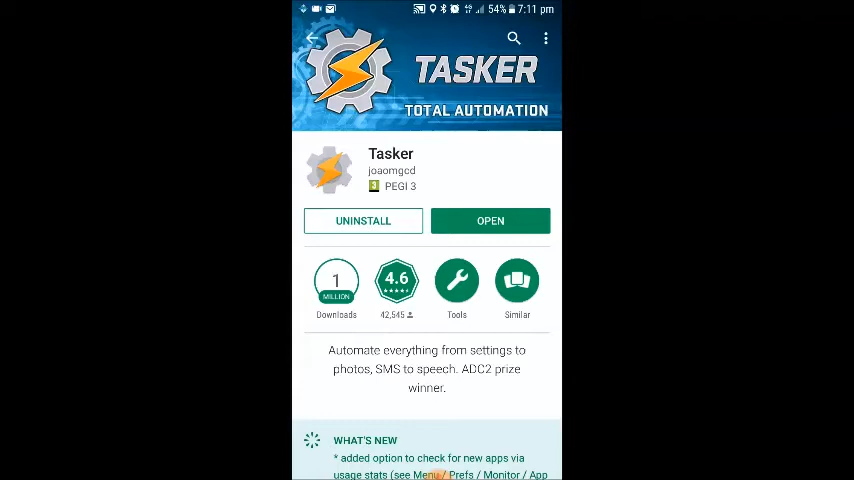 54% 7:11 pm
TASKER
TOTAL AUTOMATION
Tasker
joaomgcd
3 PEGI 3
UNINSTALL
OPEN
1 MILLION
4.6
Downloads
42,545
Tools
Similar
Automate everything from settings to
photos, SMS to speech. ADC2 prize
winner.
WHAT'S NEW
* added option to check for new apps via
usage stats (see Menu / Prefs / Monitor / App